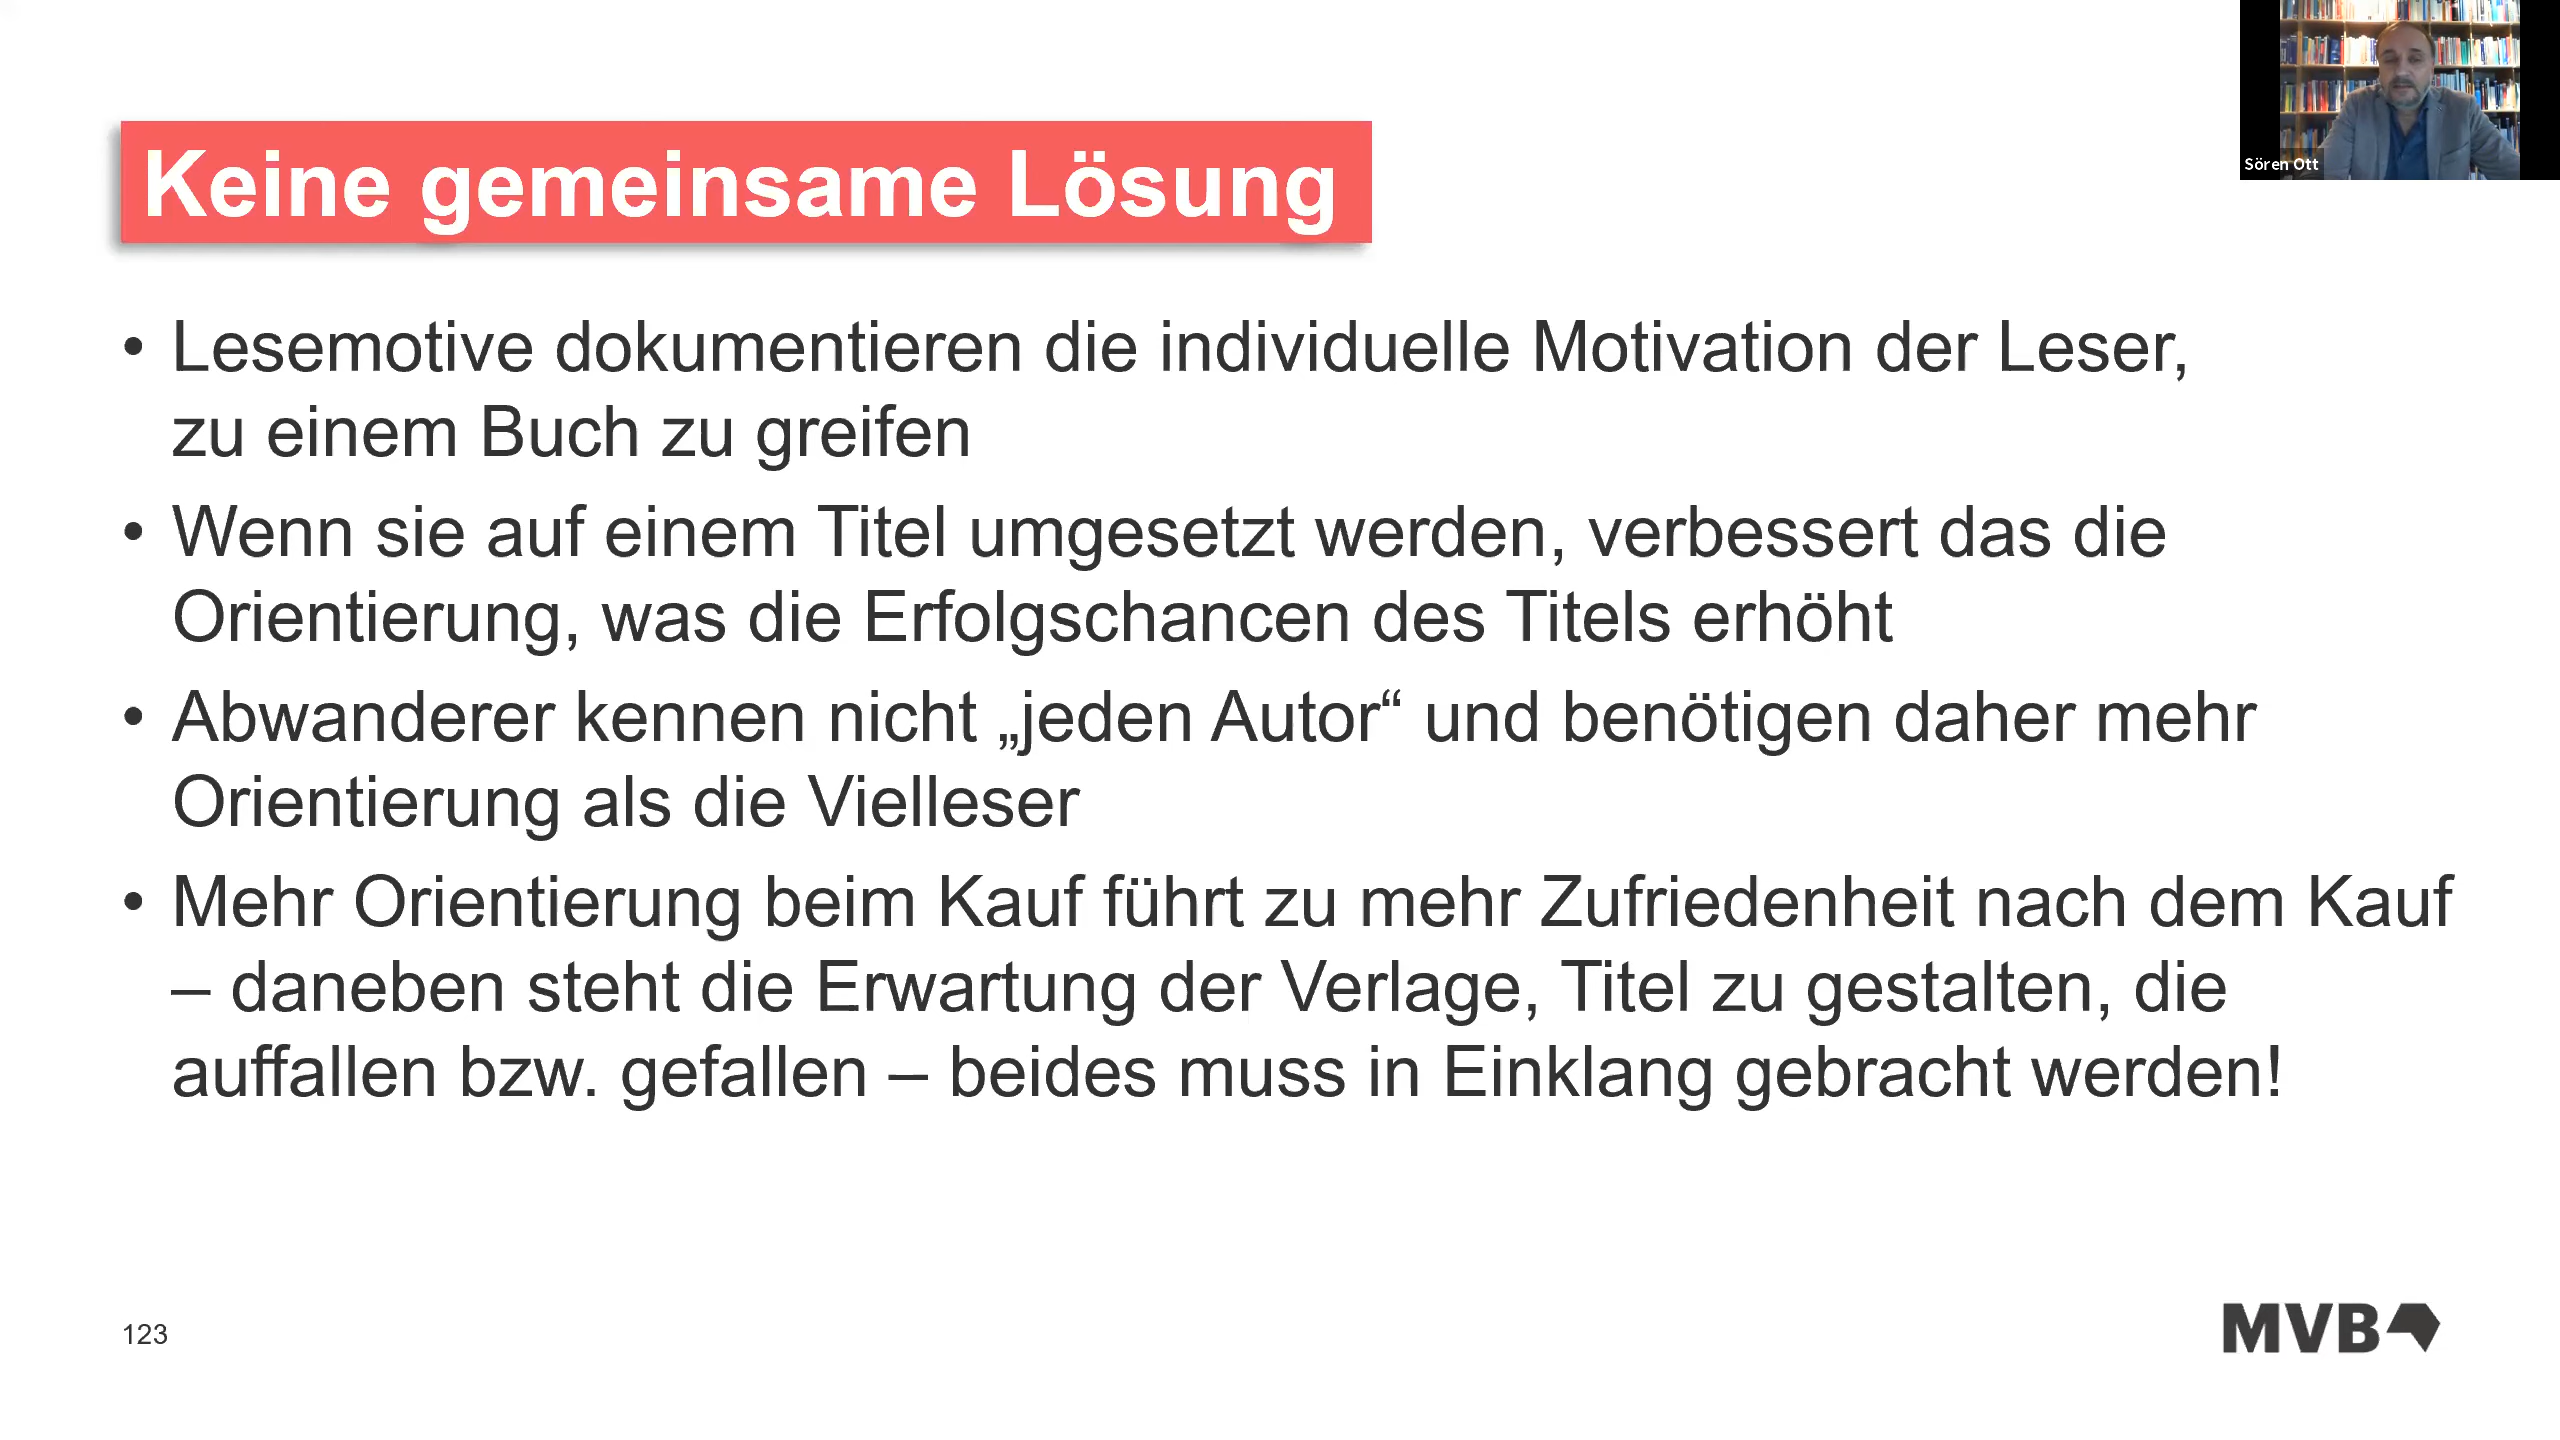 Sören Ott
Keine gemeinsame Lösung
• Lesemotive dokumentieren die individuelle Motivation der Leser,
zu einem Buch zu greifen
• Wenn sie auf einem Titel umgesetzt werden, verbessert das die
Orientierung, was die Erfolgschancen des Titels erhöht
• Abwanderer kennen nicht „jeden Autor“ und benötigen daher mehr
Orientierung als die Vielleser
• Mehr Orientierung beim Kauf führt zu mehr Zufriedenheit nach dem Kauf
– daneben steht die Erwartung der Verlage, Titel zu gestalten, die
auffallen bzw. gefallen – beides muss in Einklang gebracht werden!
123
MVB